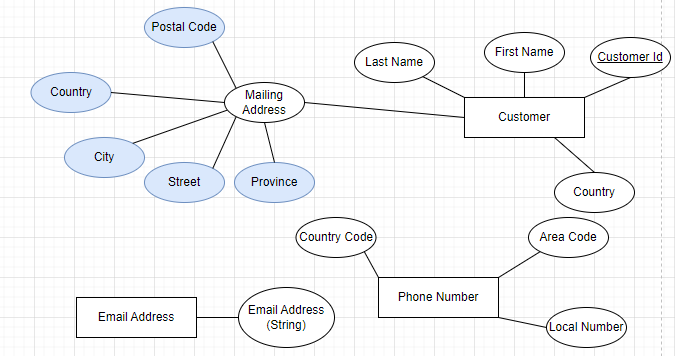 Postal Code
Last Name
First Name
Customer Id
Country
Mailing
Address
Customer
City
Street
Province
Country
Country Code
Area Code
Phone Number
Email Address
Email Address
(String)
Local Number